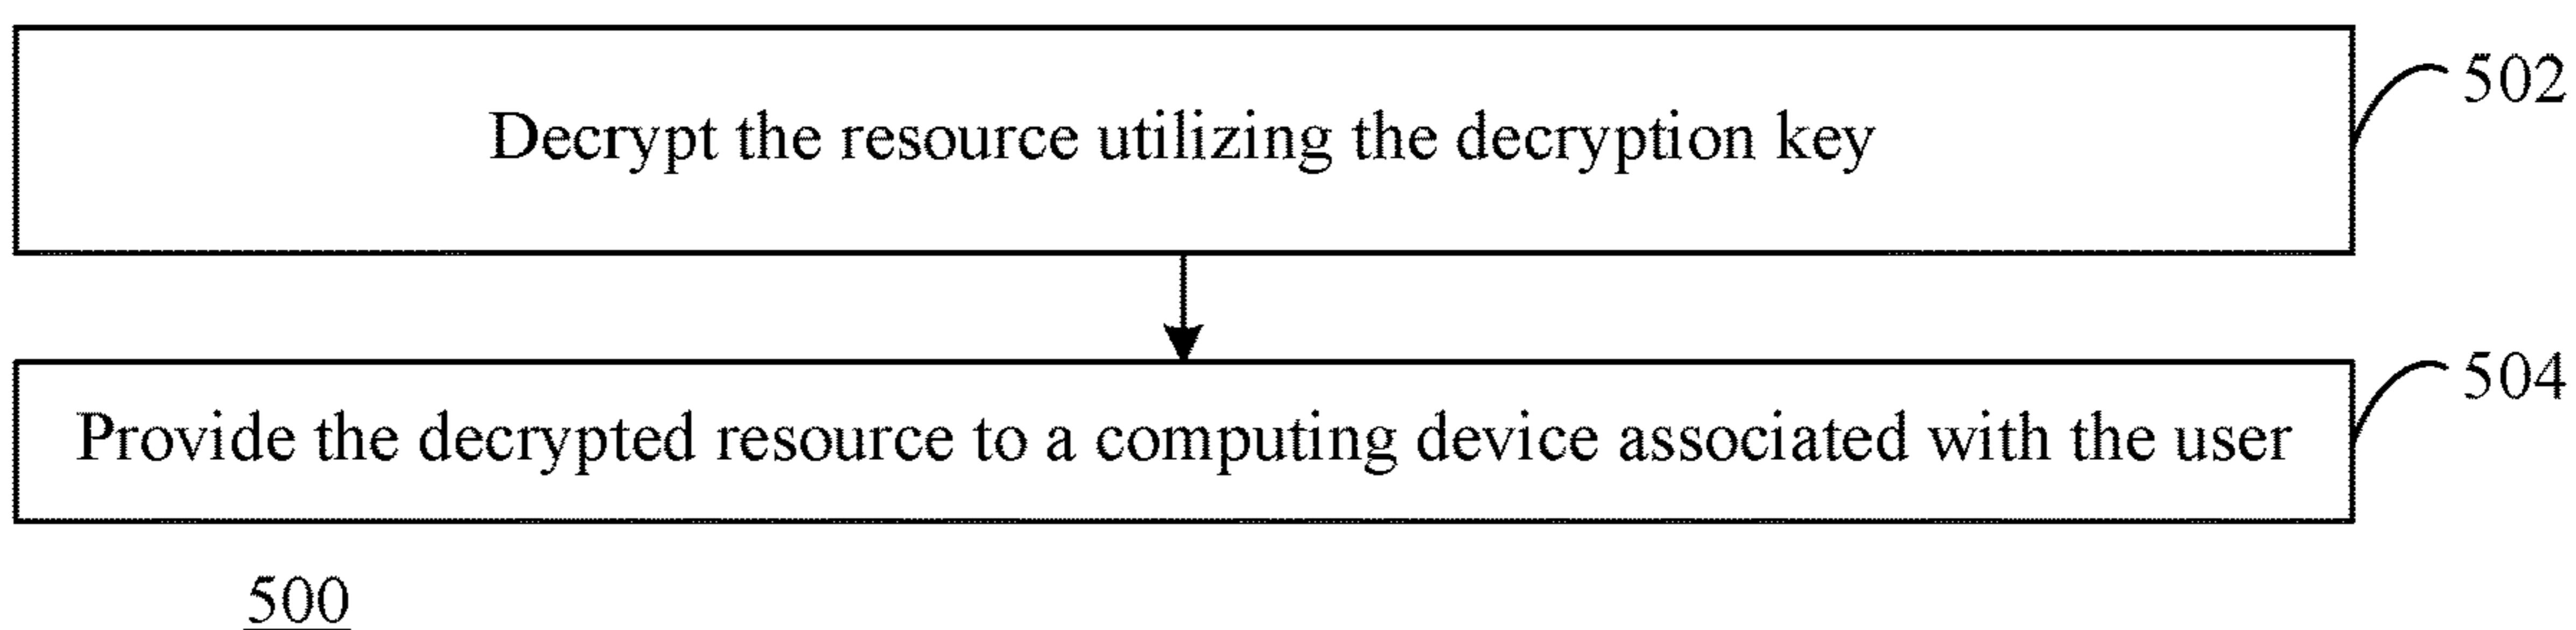 Decrypt the resource utilizing the decryption key
502
Provide the decrypted resource to a computing device associated with the user
504
500